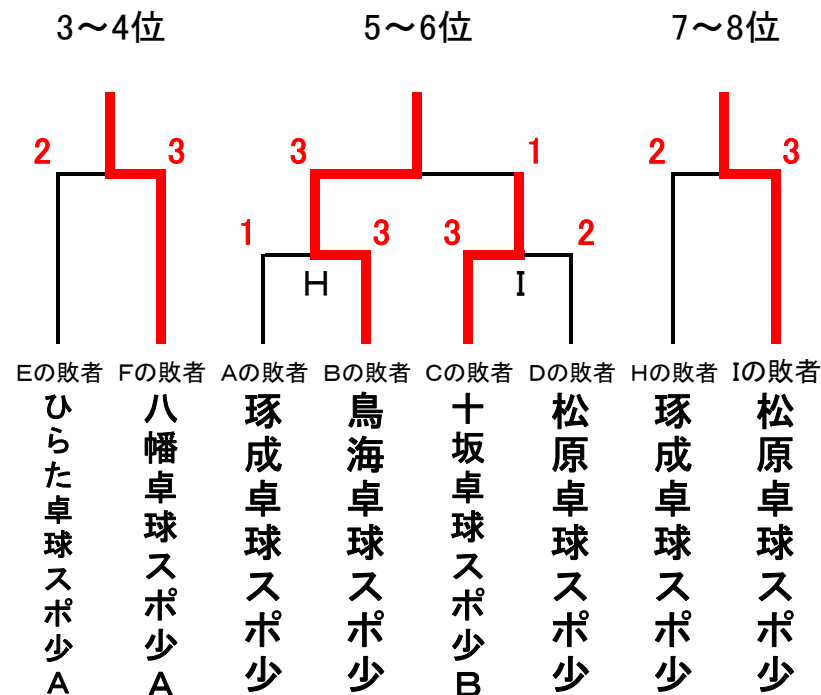 3～4位
5～6位
7～8位
2
3
3
1
2
3
1
3
3
2
H
I
Eの敗者
Fの敗者
Aの敗者
Bの敗者
Cの敗者
Dの敗者
Hの敗者
Iの敗者
ひらた卓球スポ少A
八幡卓球スポ少A
琢成卓球スポ少
鳥海卓球スポ少
十坂卓球スポ少B
松原卓球スポ少
琢成卓球スポ少
松原卓球スポ少